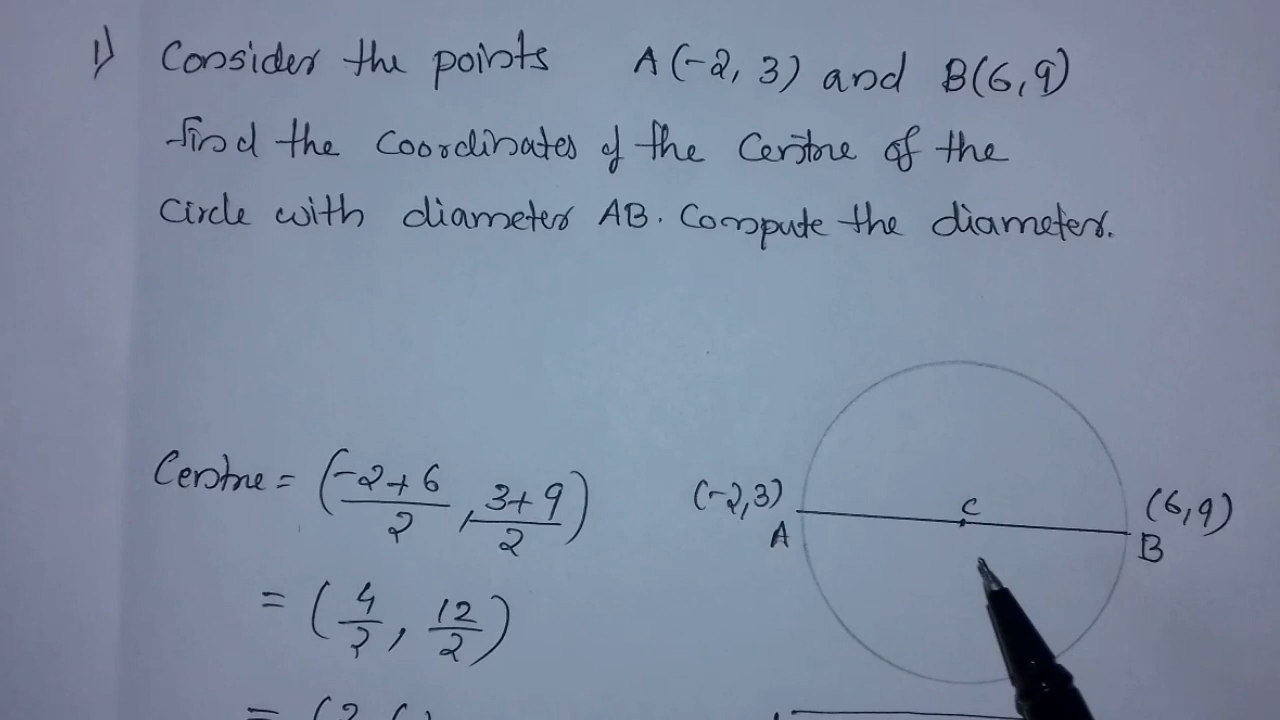 1) Consider the points A(-2, 3) and B(6, 9)
find the coordinates of the centre of the
circle with diameter AB. Compute the diameter.
Centre = (-2+6/2, 3+9/2)
(-2,3) A C (6,9) B
= (4/2, 12/2)
= (2, 6)